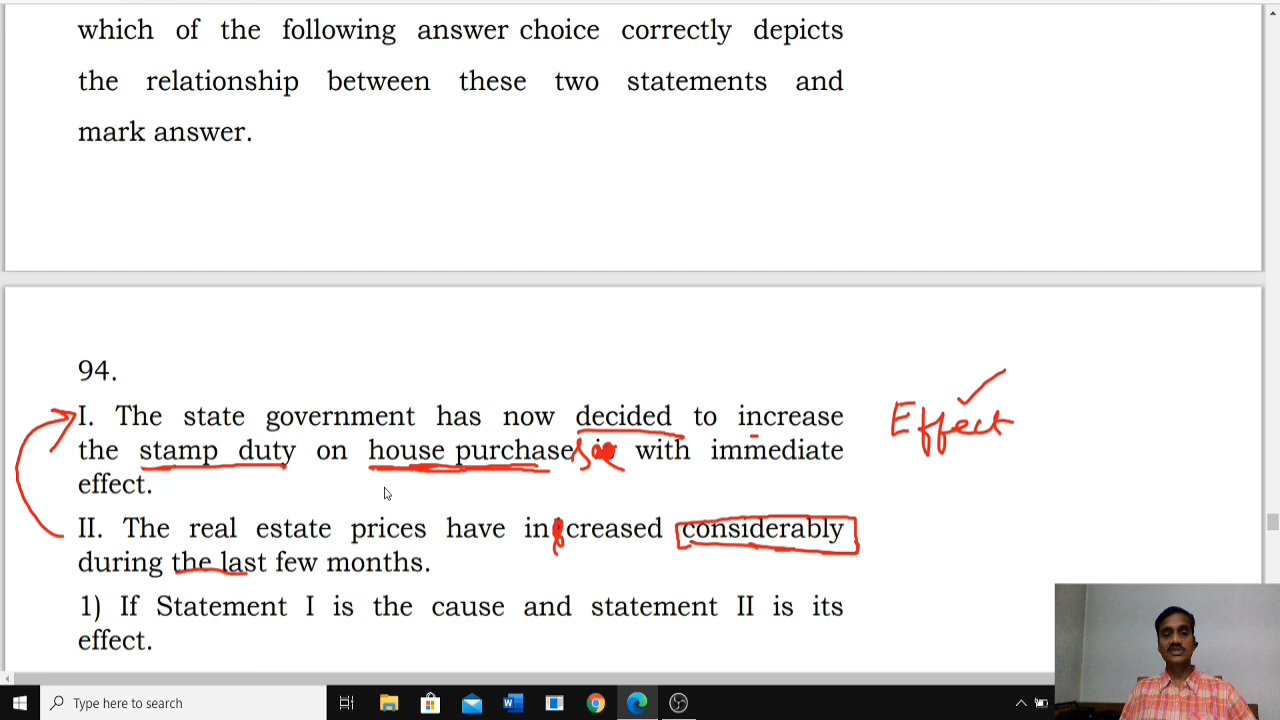 which of the following answer choice correctly depicts
the relationship between these two statements and
mark answer.
94.
I. The state government has now decided to increase
the stamp duty on house purchase with immediate
effect.
Effect
II. The real estate prices have increased considerably
during the last few months.
1) If Statement I is the cause and statement II is its
effect.
Type here to search